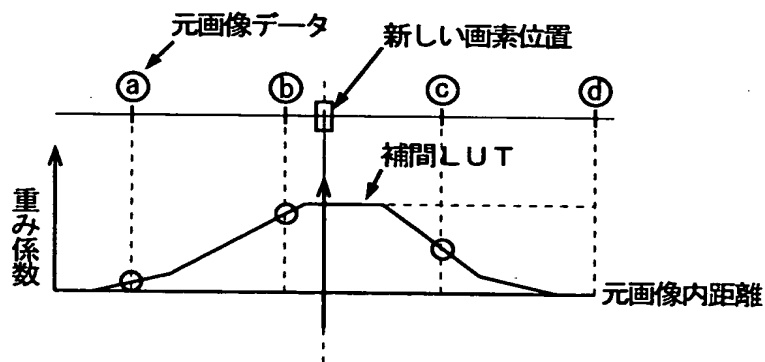 元画像データ
新しい画素位置
ⓐ ⓑ ⓒ ⓓ
補間LUT
重み係数
元画像内距離